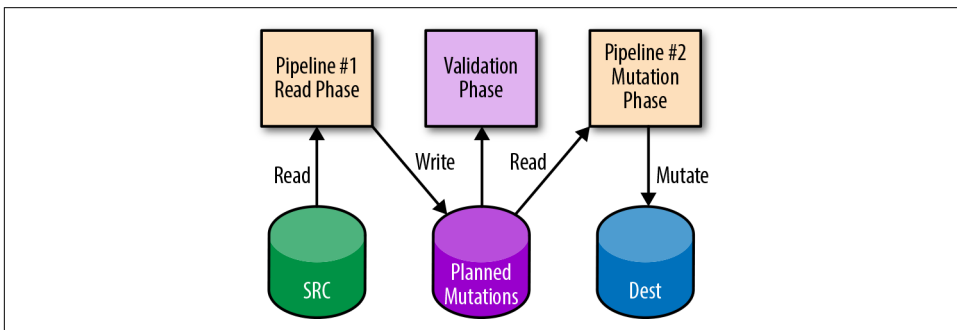 Pipeline #1
Read Phase
Validation
Phase
Pipeline #2
Mutation
Phase
Read
Write
Read
Mutate
SRC
Planned
Mutations
Dest